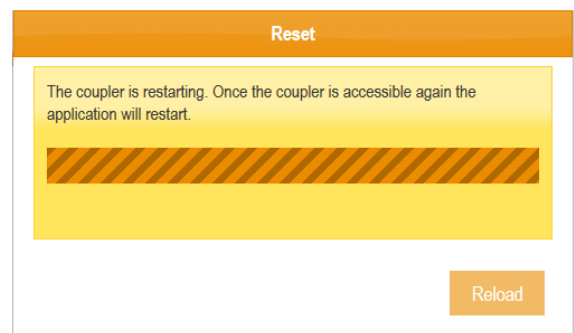 Reset
The coupler is restarting. Once the coupler is accessible again the
application will restart.
Reload